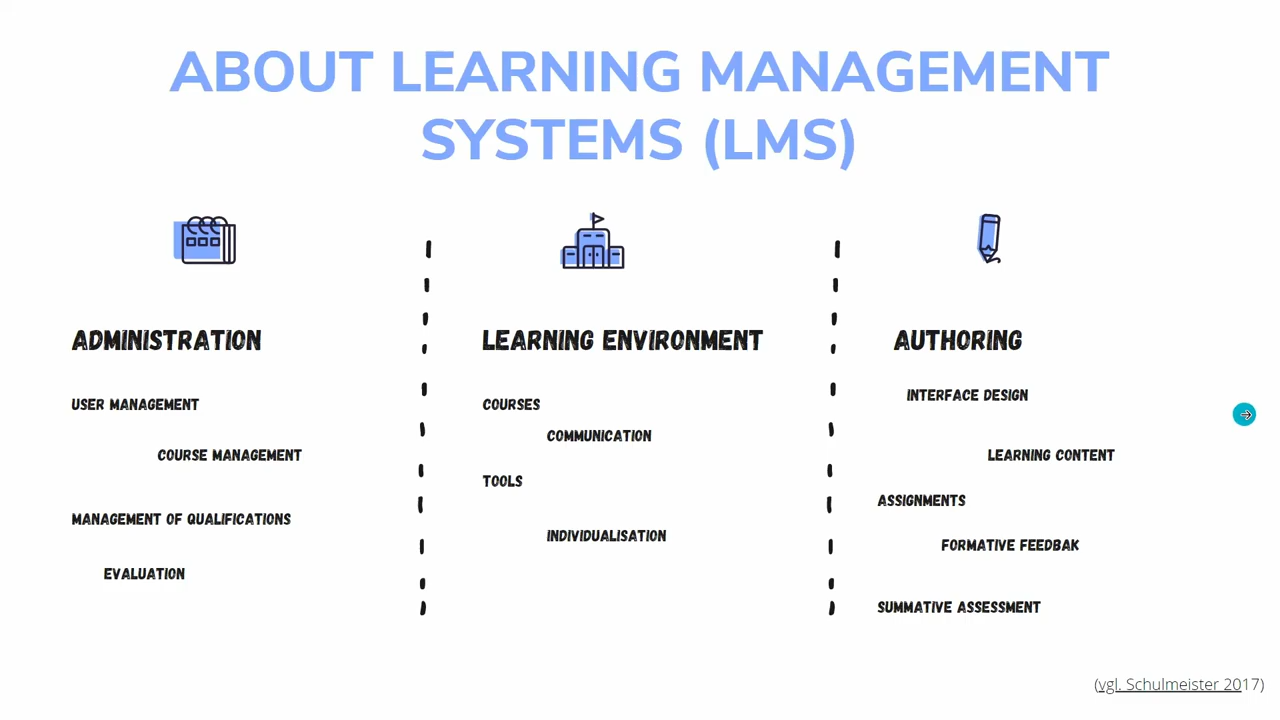 ABOUT LEARNING MANAGEMENT
SYSTEMS (LMS)
ADMINISTRATION
USER MANAGEMENT
COURSE MANAGEMENT
MANAGEMENT OF QUALIFICATIONS
EVALUATION
LEARNING ENVIRONMENT
COURSES
COMMUNICATION
TOOLS
INDIVIDUALISATION
AUTHORING
INTERFACE DESIGN
LEARNING CONTENT
ASSIGNMENTS
FORMATIVE FEEDBAK
SUMMATIVE ASSESSMENT
(vgl. Schulmeister 2017)